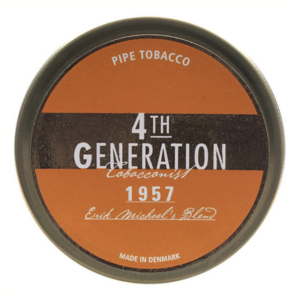 PIPE TOBACCO
4TH
GENERATION
Tobacconist
1957
Erik Michael's Blend
MADE IN DENMARK